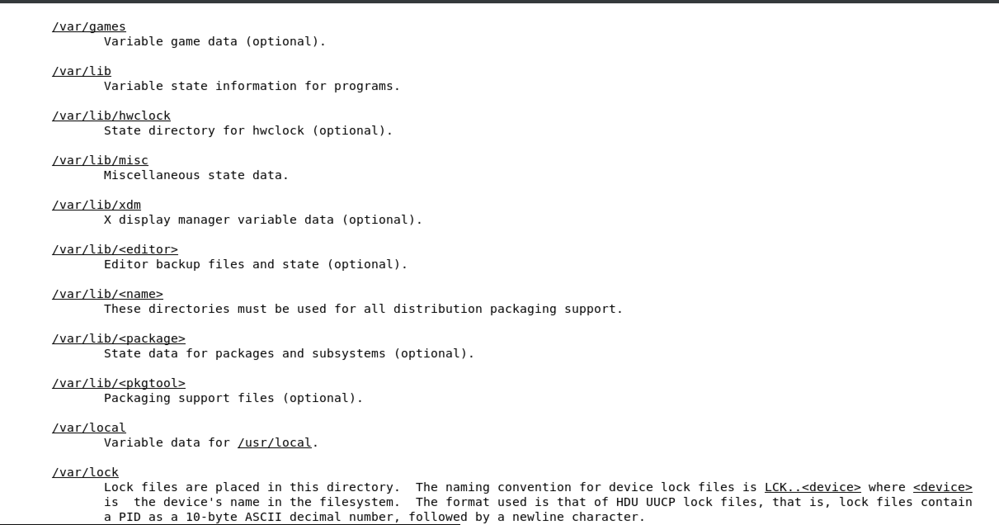 /var/games
Variable game data (optional).
/var/lib
Variable state information for programs.
/var/lib/hwclock
State directory for hwclock (optional).
/var/lib/misc
Miscellaneous state data.
/var/lib/xdm
X display manager variable data (optional).
/var/lib/<editor>
Editor backup files and state (optional).
/var/lib/<name>
These directories must be used for all distribution packaging support.
/var/lib/<package>
State data for packages and subsystems (optional).
/var/lib/<pkgtool>
Packaging support files (optional).
/var/local
Variable data for /usr/local.
/var/lock
Lock files are placed in this directory.  The naming convention for device lock files is LCK..<device> where <device>
is  the device's name in the filesystem.  The format used is that of HDU UUCP lock files, that is, lock files contain
a PID as a 10-byte ASCII decimal number, followed by a newline character.